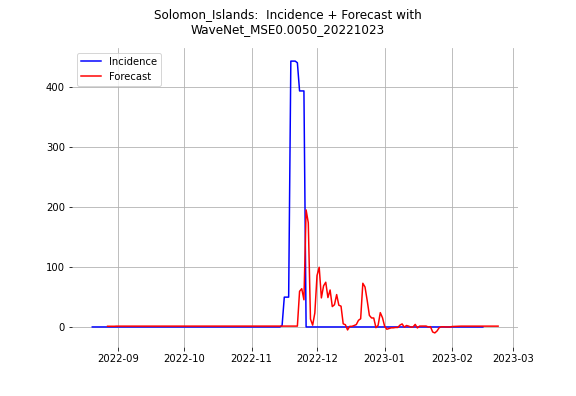 Solomon_Islands:  Incidence + Forecast with
WaveNet_MSE0.0050_20221023
Incidence
Forecast
400
300
200
100
0
2022-09 2022-10 2022-11 2022-12 2023-01 2023-02 2023-03